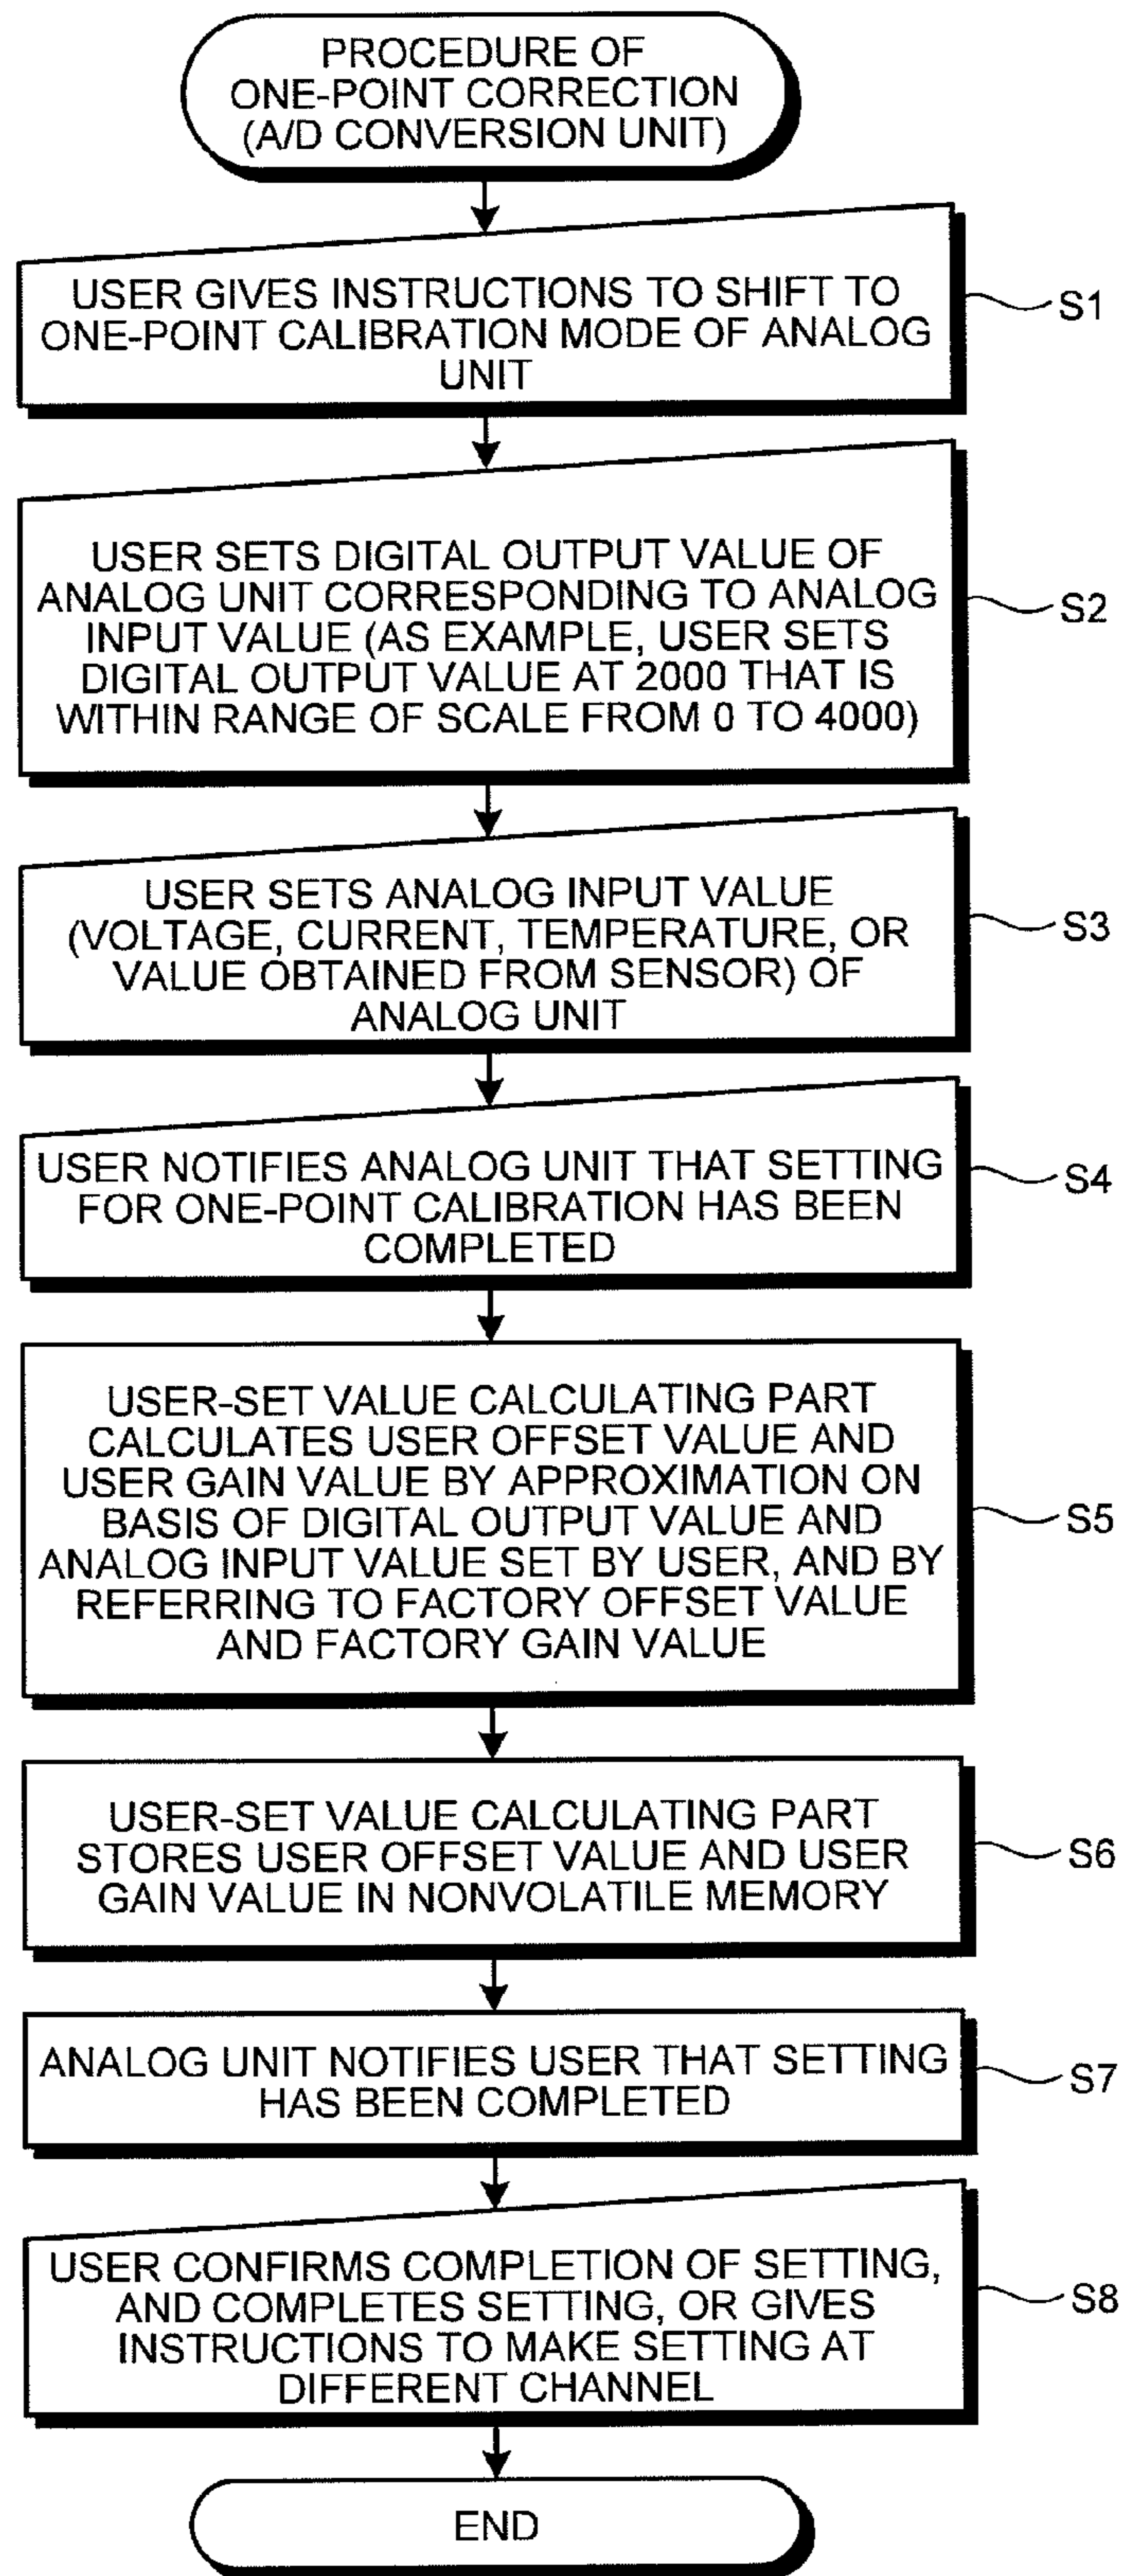 PROCEDURE OF
ONE-POINT CORRECTION
(A/D CONVERSION UNIT)
USER GIVES INSTRUCTIONS TO SHIFT TO
ONE-POINT CALIBRATION MODE OF ANALOG
UNIT
S1
USER SETS DIGITAL OUTPUT VALUE OF
ANALOG UNIT CORRESPONDING TO ANALOG
INPUT VALUE (AS EXAMPLE, USER SETS
DIGITAL OUTPUT VALUE AT 2000 THAT IS
WITHIN RANGE OF SCALE FROM 0 TO 4000)
S2
USER SETS ANALOG INPUT VALUE
(VOLTAGE, CURRENT, TEMPERATURE, OR
VALUE OBTAINED FROM SENSOR) OF
ANALOG UNIT
S3
USER NOTIFIES ANALOG UNIT THAT SETTING
FOR ONE-POINT CALIBRATION HAS BEEN
COMPLETED
S4
USER-SET VALUE CALCULATING PART
CALCULATES USER OFFSET VALUE AND
USER GAIN VALUE BY APPROXIMATION ON
BASIS OF DIGITAL OUTPUT VALUE AND
ANALOG INPUT VALUE SET BY USER, AND BY
REFERRING TO FACTORY OFFSET VALUE
AND FACTORY GAIN VALUE
S5
USER-SET VALUE CALCULATING PART
STORES USER OFFSET VALUE AND USER
GAIN VALUE IN NONVOLATILE MEMORY
S6
ANALOG UNIT NOTIFIES USER THAT SETTING
HAS BEEN COMPLETED
S7
USER CONFIRMS COMPLETION OF SETTING,
AND COMPLETES SETTING, OR GIVES
INSTRUCTIONS TO MAKE SETTING AT
DIFFERENT CHANNEL
S8
END